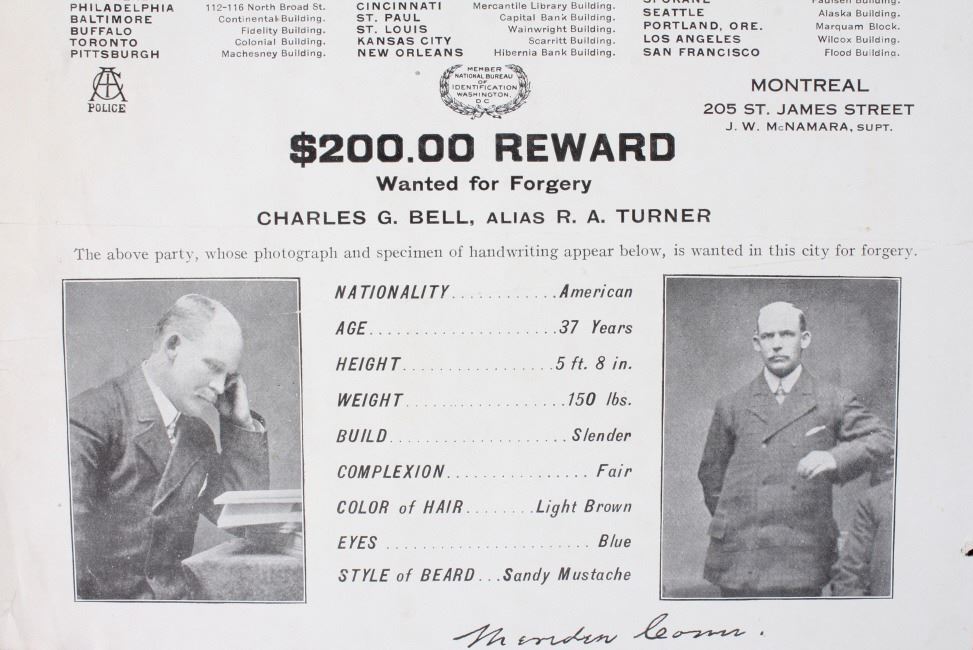 PHILADELPHIA 112-116 North Broad St. CINCINNATI Mercantile Library Building. SPOKANE Paulsen Building.
BALTIMORE Continental Building. ST. PAUL Capital Bank Building. SEATTLE Alaska Building.
BUFFALO Fidelity Building. ST. LOUIS Wainwright Building. PORTLAND, ORE. Marquam Block.
TORONTO Colonial Building. KANSAS CITY Scarritt Building. LOS ANGELES Wilcox Building.
PITTSBURGH Machesney Building. NEW ORLEANS Hibernia Bank Building. SAN FRANCISCO Flood Building.
POLICE
MEMBER
NATIONAL BUREAU
OF
IDENTIFICATION
WASHINGTON,
D C
MONTREAL
205 ST. JAMES STREET
J. W. McNAMARA, SUPT.
$200.00 REWARD
Wanted for Forgery
CHARLES G. BELL, ALIAS R. A. TURNER
The above party, whose photograph and specimen of handwriting appear below, is wanted in this city for forgery.
NATIONALITY............American
AGE.....................37 Years
HEIGHT.................5 ft. 8 in.
WEIGHT..................150 lbs.
BUILD....................Slender
COMPLEXION................Fair
COLOR of HAIR........Light Brown
EYES .......................Blue
STYLE of BEARD...Sandy Mustache
Meriden Conn.